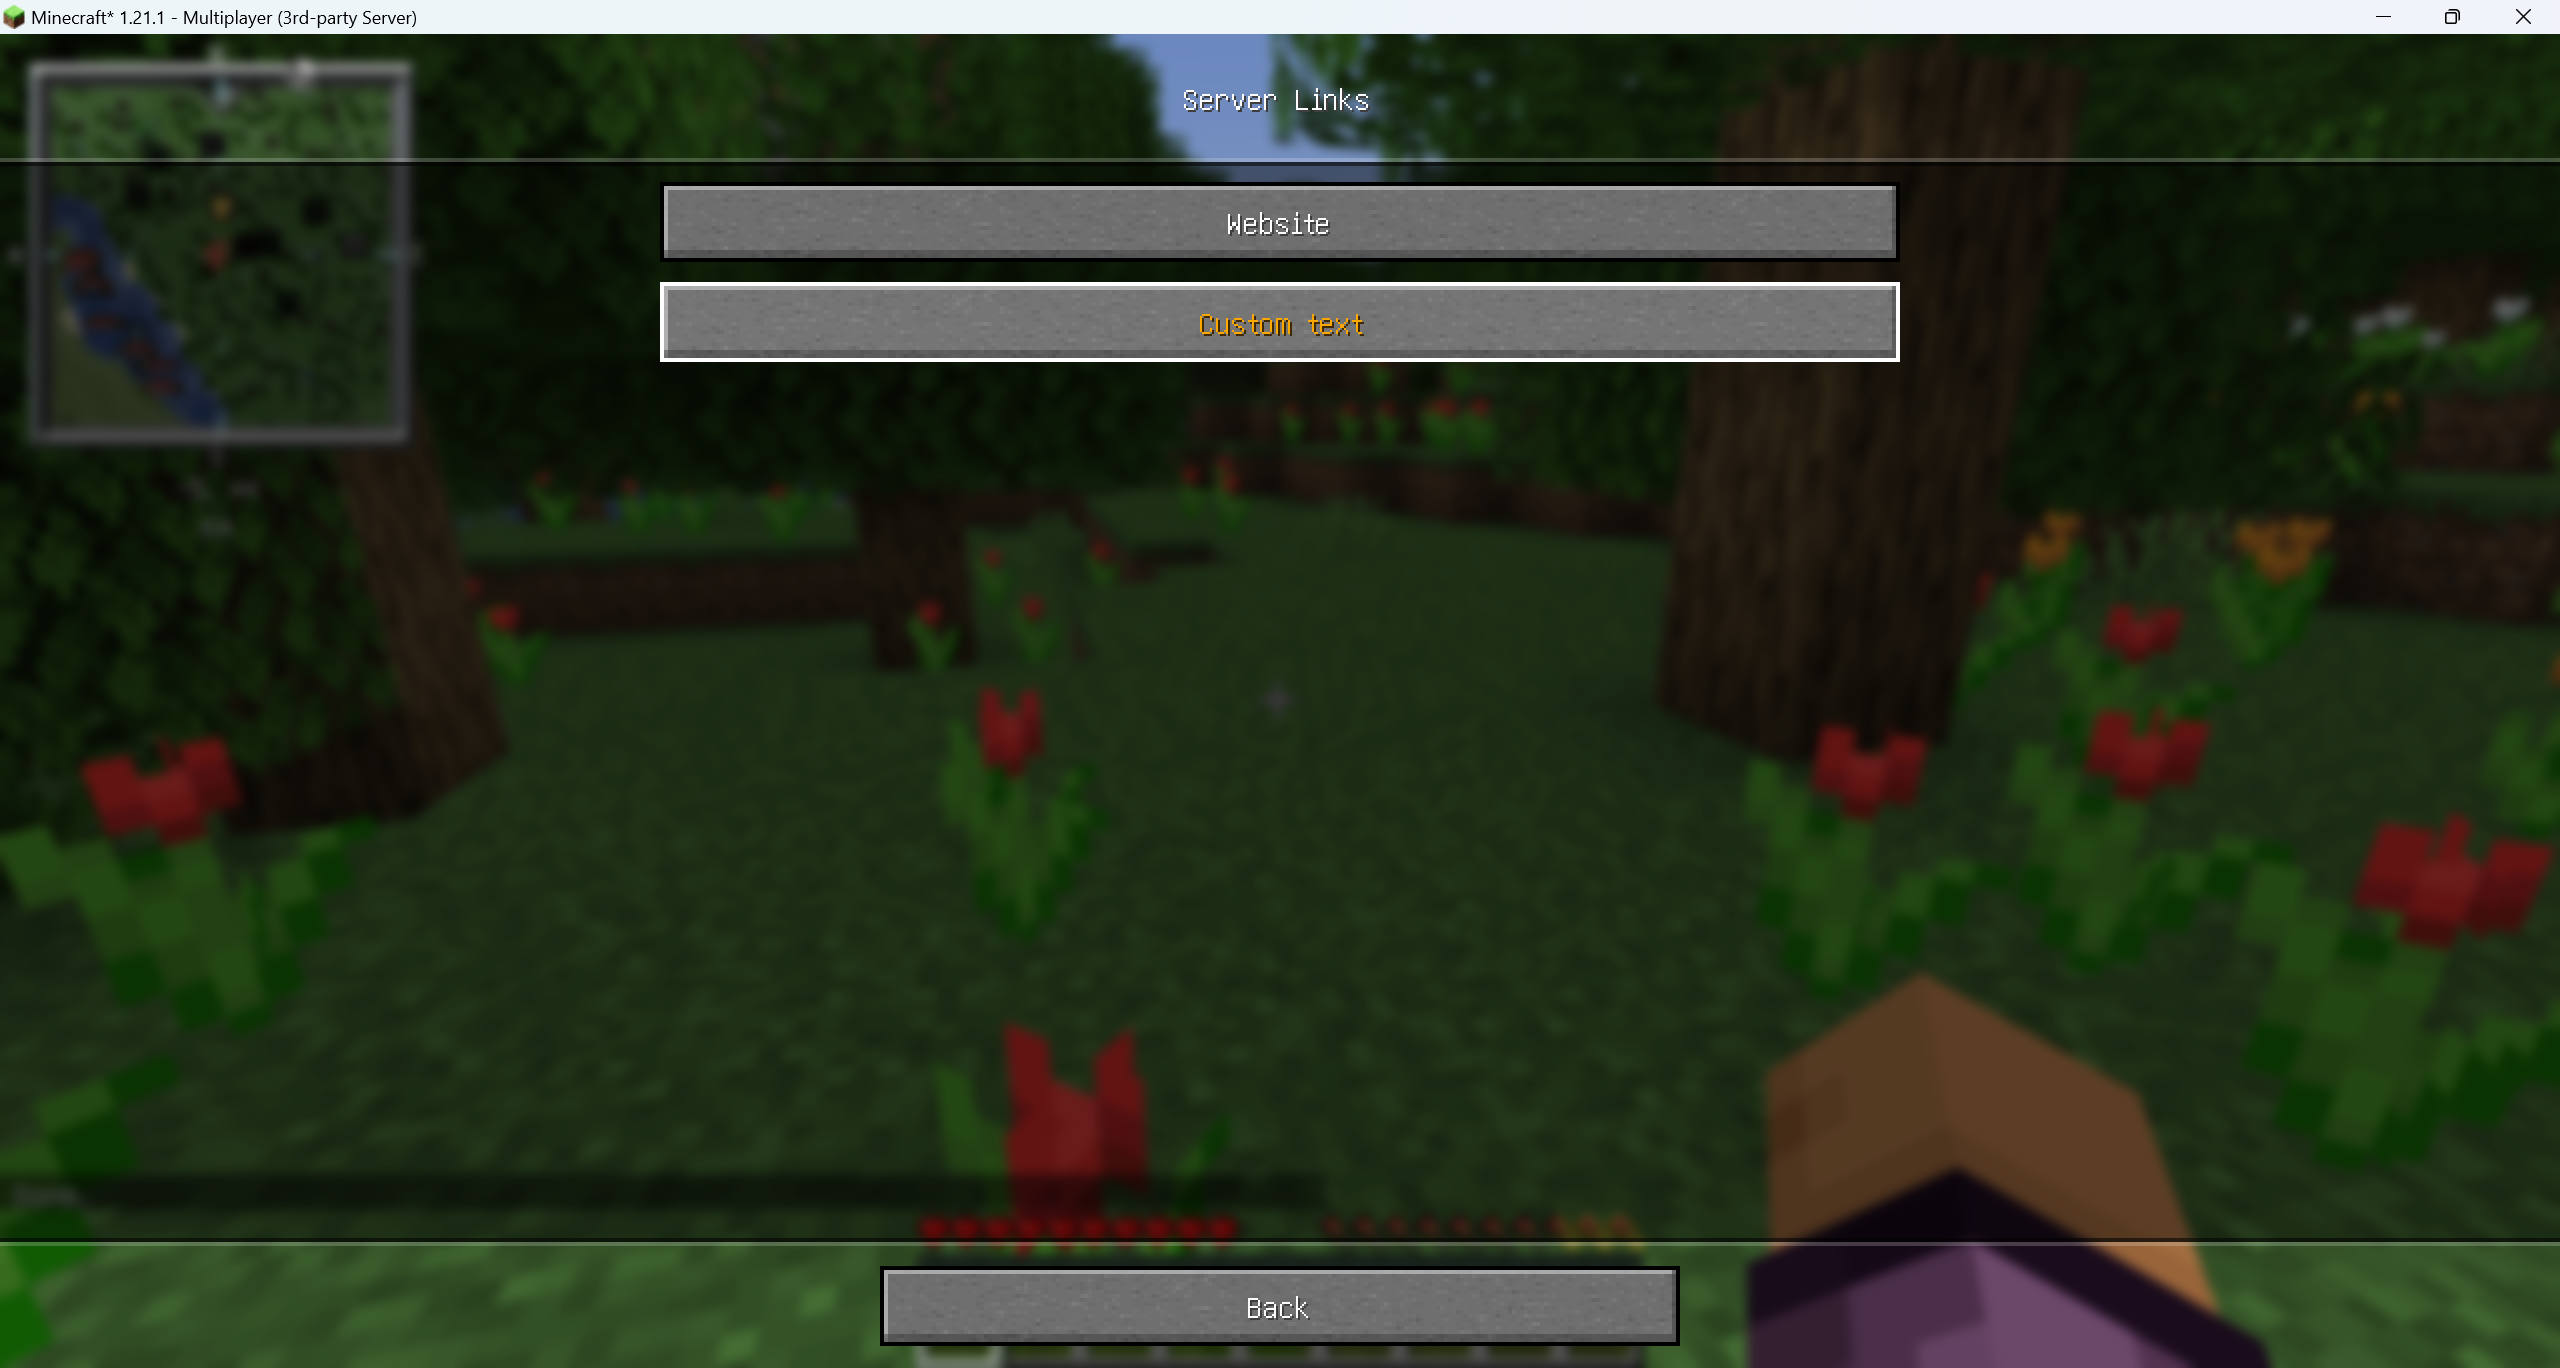 Minecraft* 1.21.1 - Multiplayer (3rd-party Server)
Server Links
Website
Custom text
Back